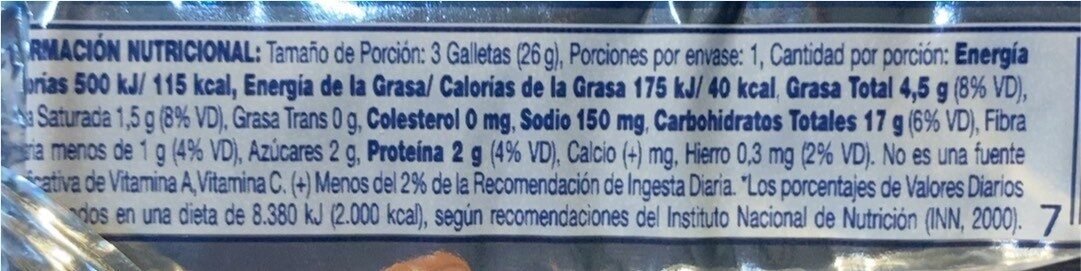 RMACIÓN NUTRICIONAL: Tamaño de Porción: 3 Galletas (26 g), Porciones por envase: 1, Cantidad por porción: Energía
orías 500 kJ/ 115 kcal, Energía de la Grasa/ Calorías de la Grasa 175 kJ/ 40 kcal, Grasa Total 4,5 g (8% VD),
a Saturada 1,5 g (8% VD), Grasa Trans 0 g, Colesterol 0 mg, Sodio 150 mg, Carbohidratos Totales 17 g (6% VD), Fibra
ria menos de 1 g (4% VD), Azúcares 2 g, Proteína 2 g (4% VD), Calcio (+) mg, Hierro 0,3 mg (2% VD). No es una fuente
ficativa de Vitamina A, Vitamina C. (+) Menos del 2% de la Recomendación de Ingesta Diaria. *Los porcentajes de Valores Diarios
ados en una dieta de 8.380 kJ (2.000 kcal), según recomendaciones del Instituto Nacional de Nutrición (INN, 2000). 7